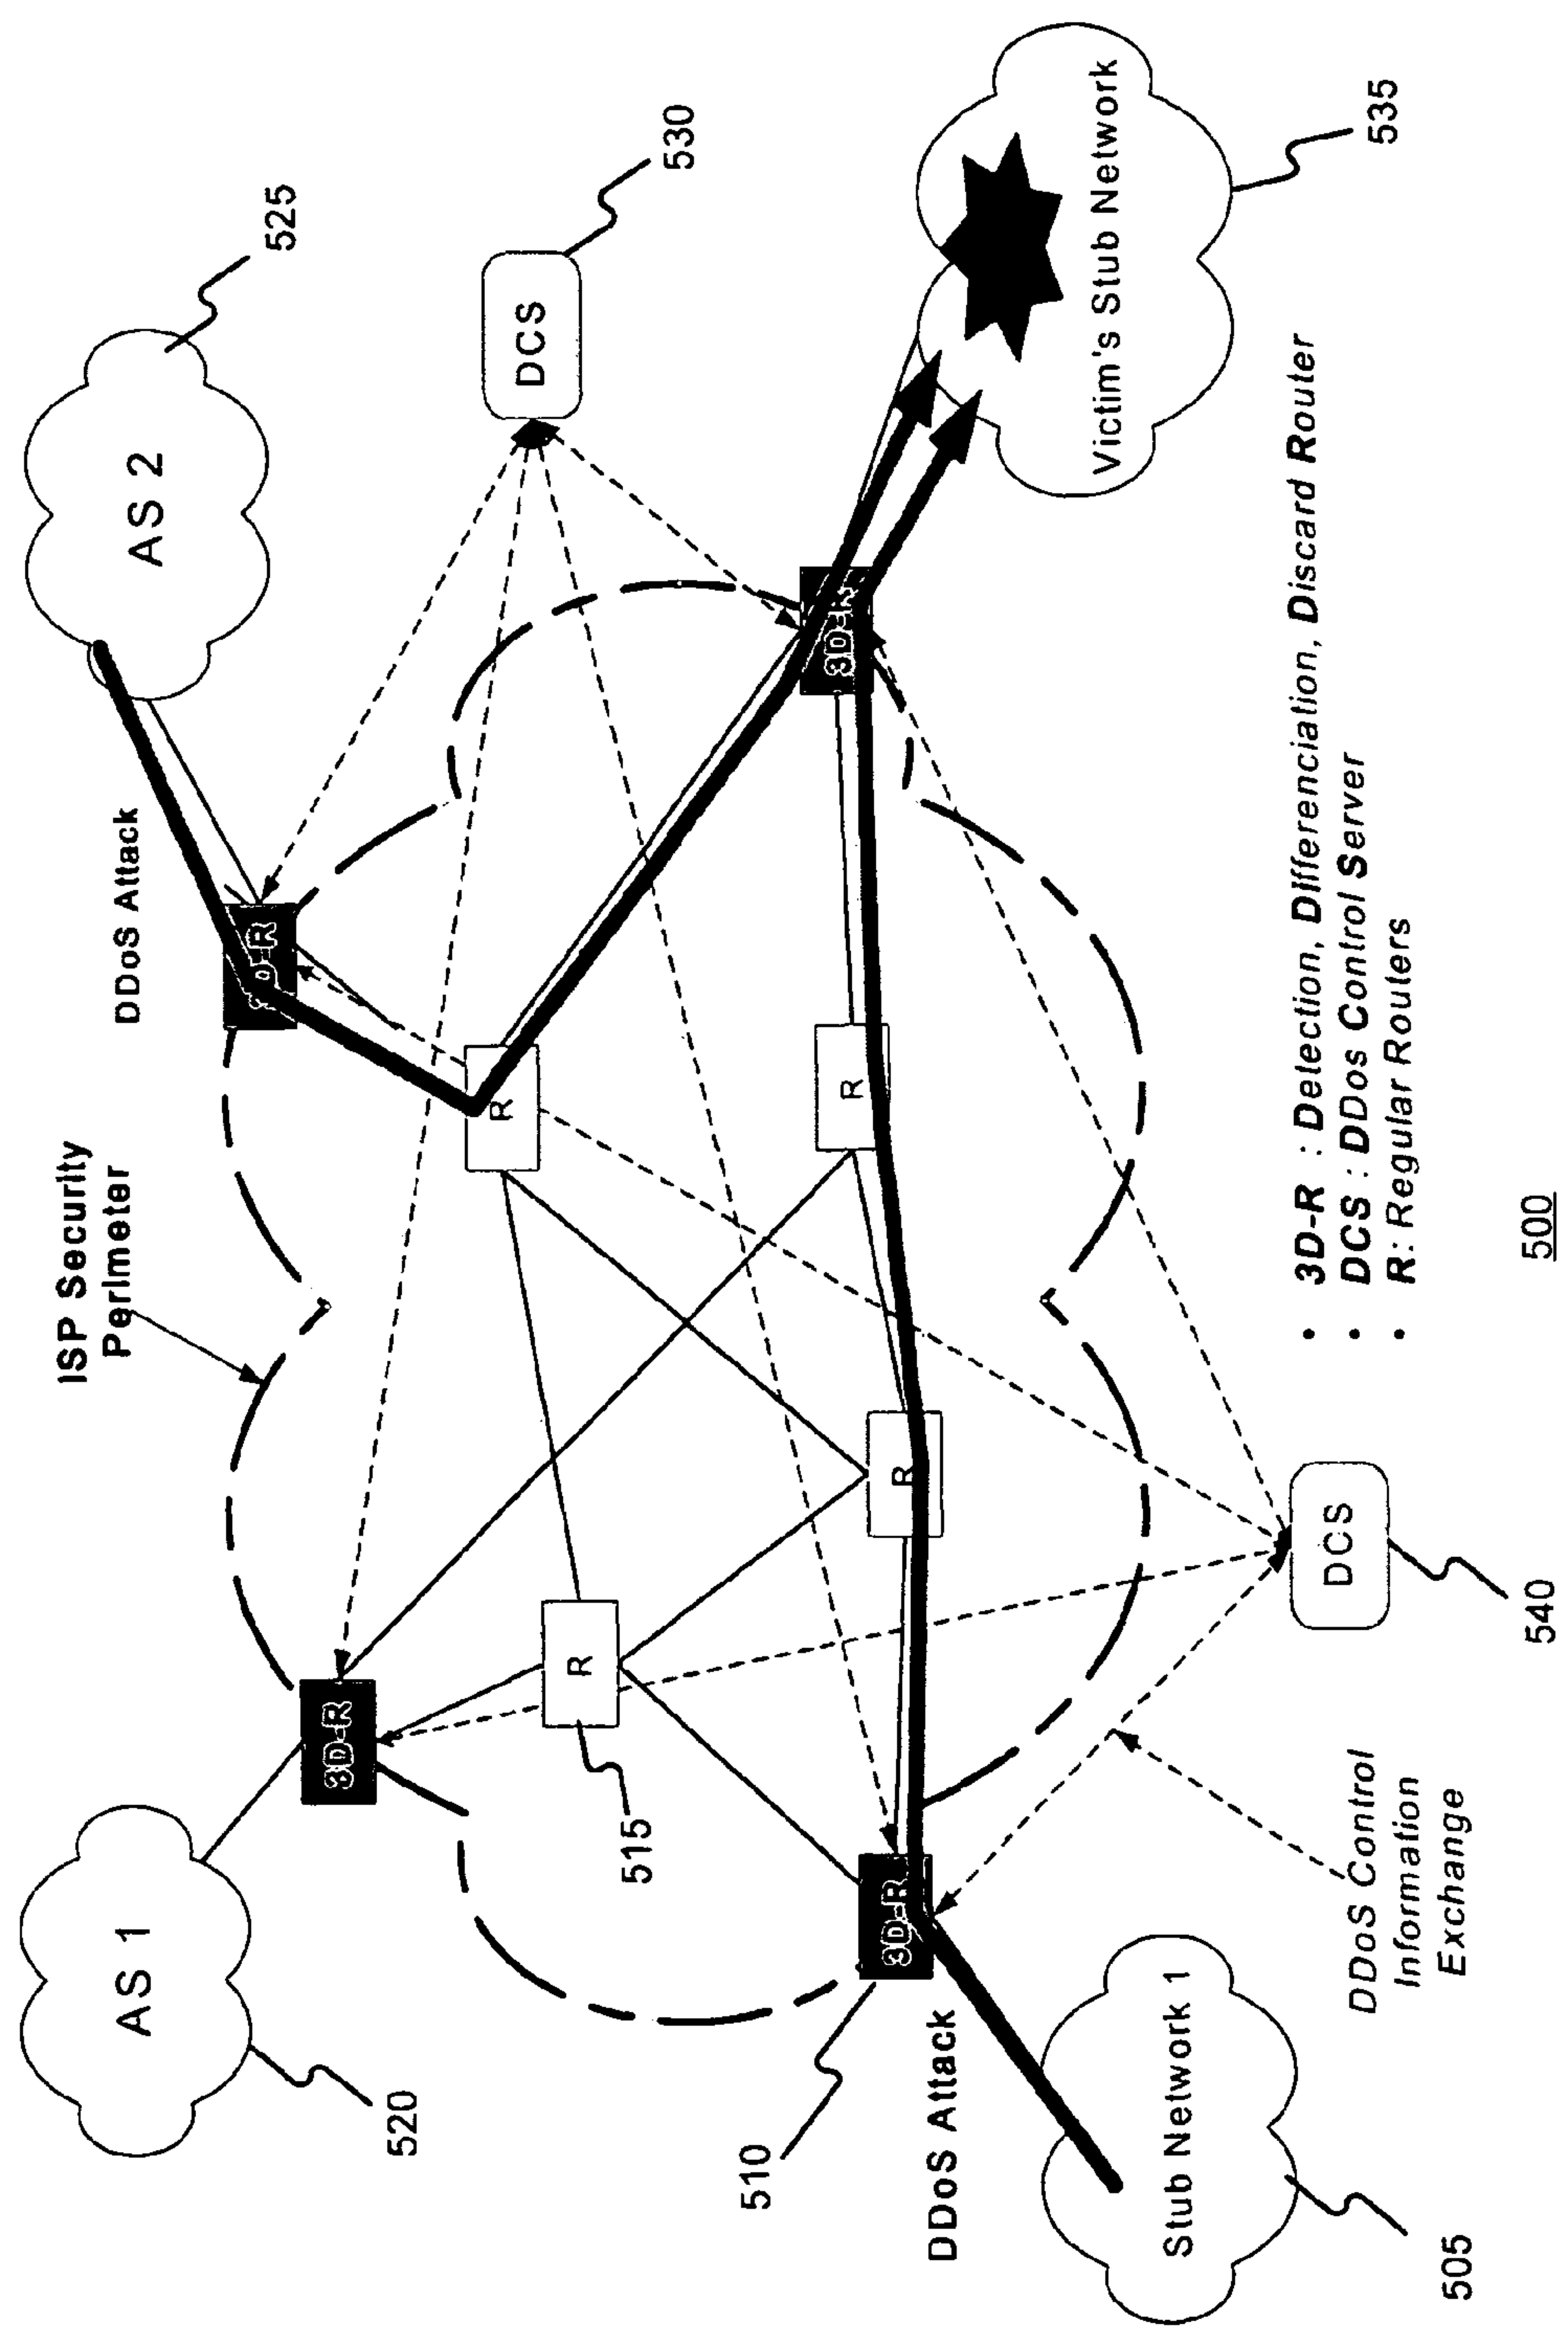 ISP Security
Perimeter
DDoS Attack
AS 1
AS 2
525
3D-R
3D-R
520
R
DCS
R
515
530
510
3D-R
R
3D-R
R
DDoS Attack
Victim's Stub Network
Stub Network 1
• 3D-R : Detection, Differenciation, Discard Router
• DCS : DDos Control Server
• R: Regular Routers
DCS
DDoS Control
Information
Exchange
535
505
540
500